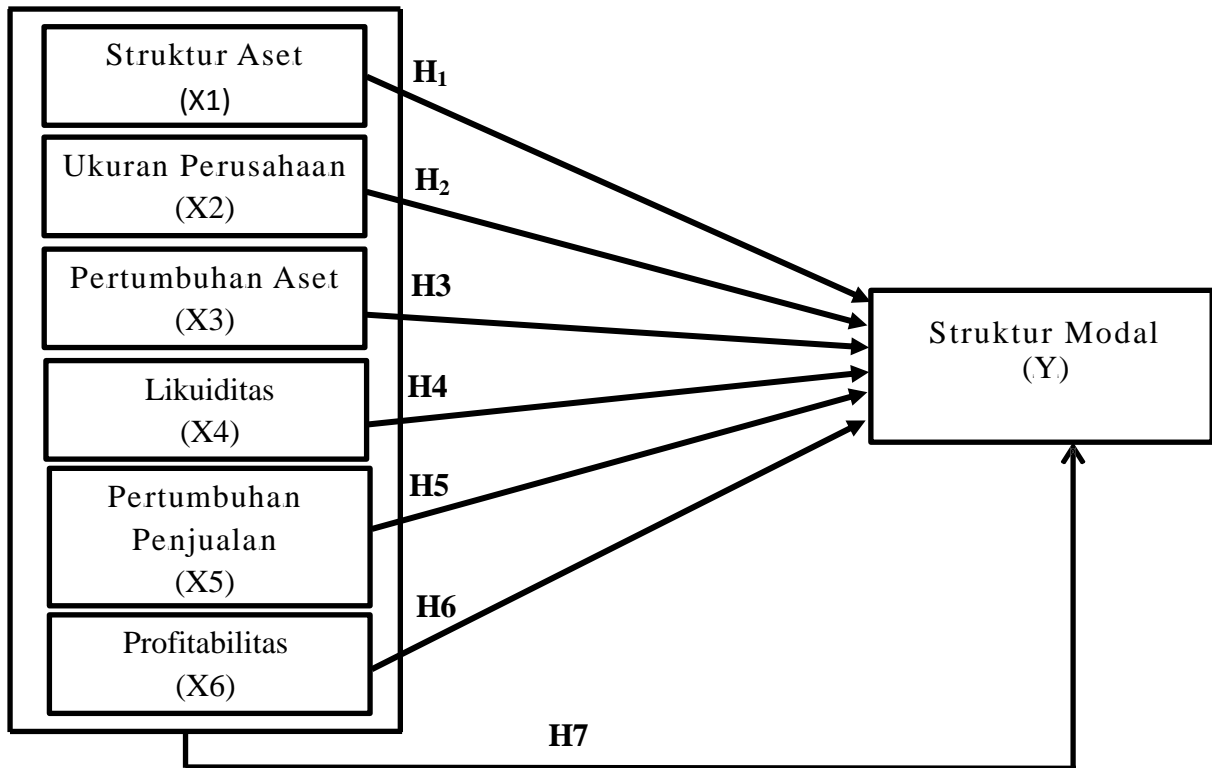 Struktur Aset
(X1)
H₁
Ukuran Perusahaan
(X2)
H₂
Pertumbuhan Aset
(X3)
H3
Likuiditas
(X4)
H4
Pertumbuhan
Penjualan
(X5)
H5
Profitabilitas
(X6)
H6
Struktur Modal
(Y)
H7